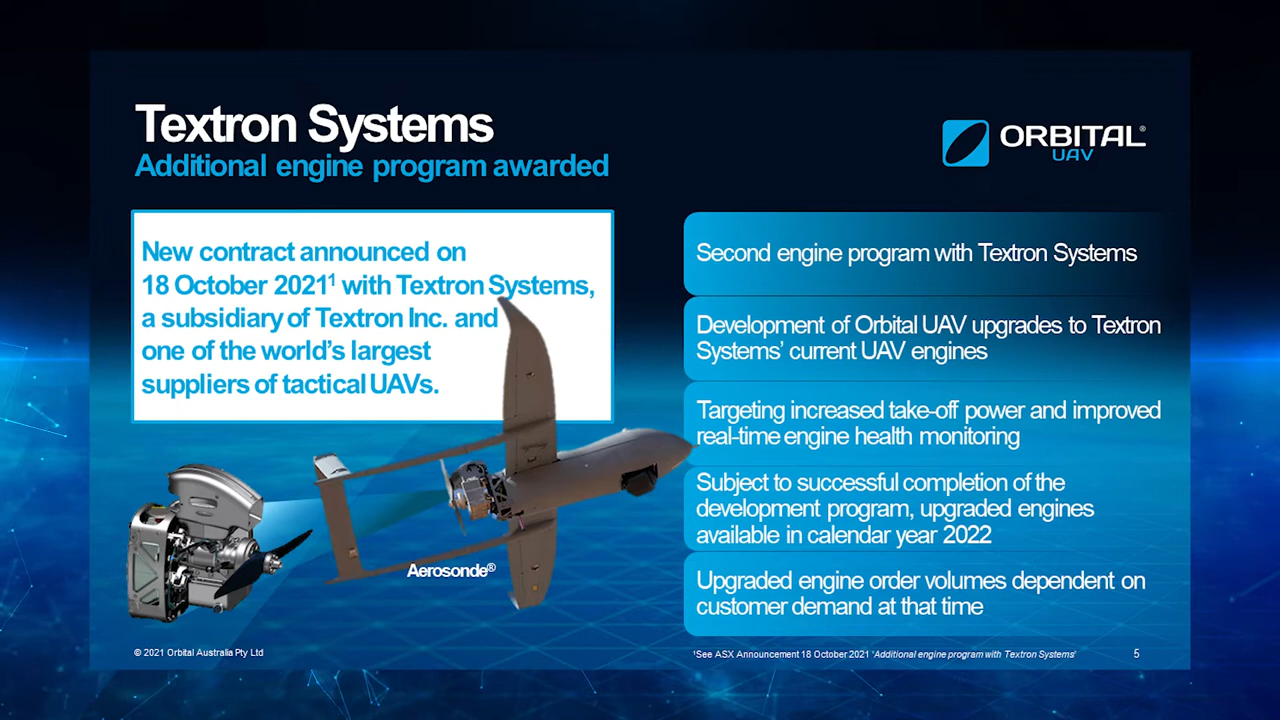 Textron Systems
Additional engine program awarded
ORBITAL®
UAV
New contract announced on
18 October 2021¹ with Textron Systems,
a subsidiary of Textron Inc. and
one of the world's largest
suppliers of tactical UAVs.
Aerosonde®
Second engine program with Textron Systems
Development of Orbital UAV upgrades to Textron
Systems' current UAV engines
Targeting increased take-off power and improved
real-time engine health monitoring
Subject to successful completion of the
development program, upgraded engines
available in calendar year 2022
Upgraded engine order volumes dependent on
customer demand at that time
© 2021 Orbital Australia Pty Ltd
¹See ASX Announcement 18 October 2021 'Additional engine program with Textron Systems'
5